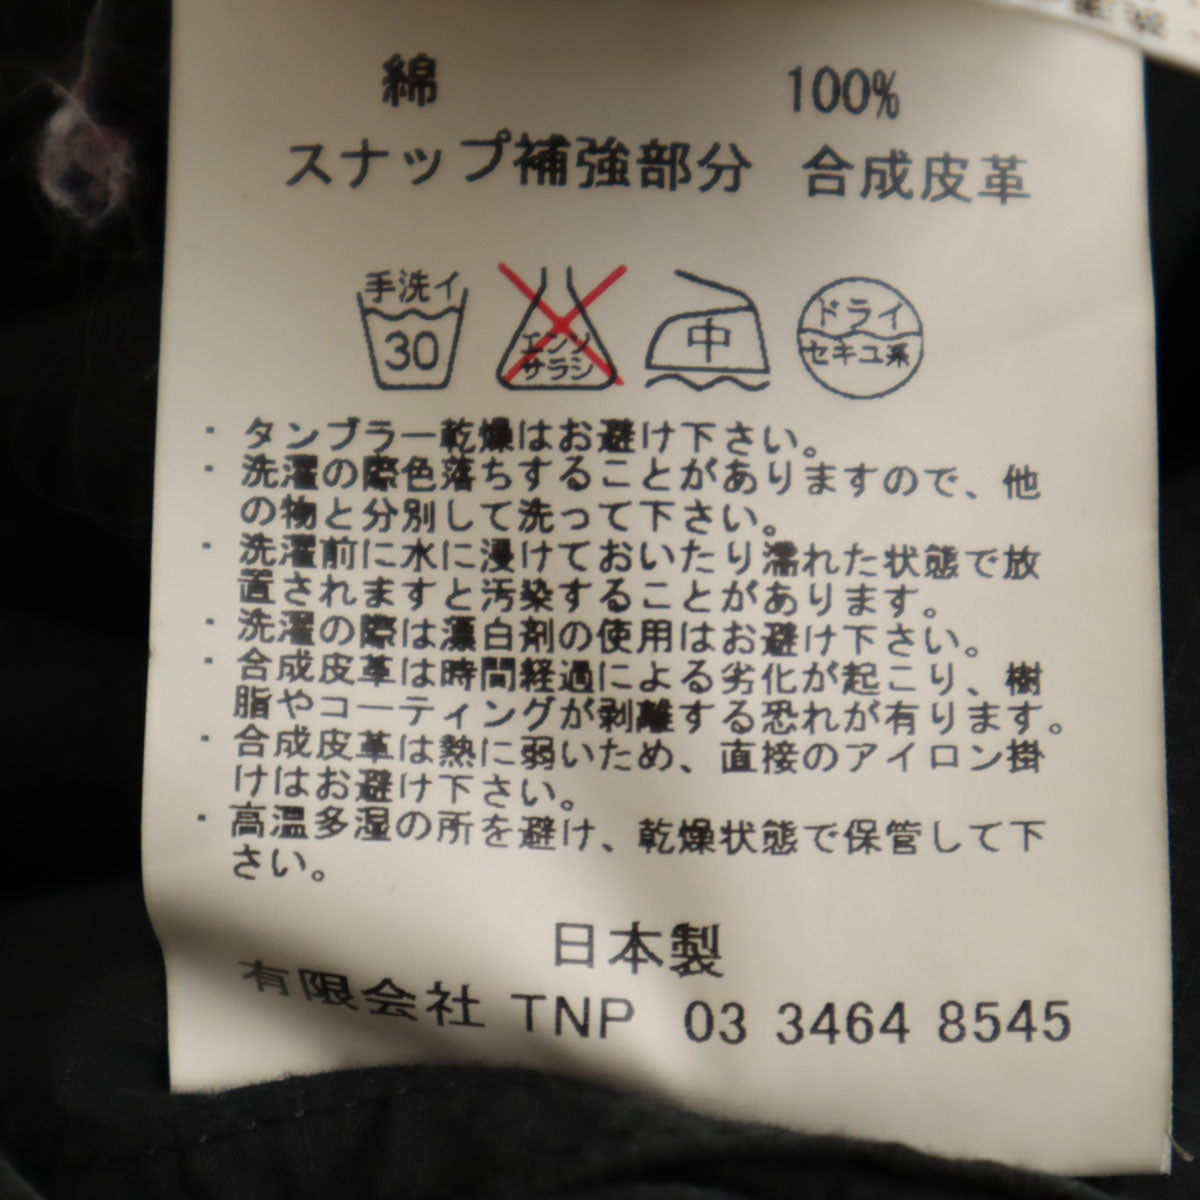 綿 100%
スナップ補強部分 合成皮革
手洗イ
30
エンソ
サラシ
中
ドライ
セキユ系
・タンブラー乾燥はお避け下さい。
・洗濯の際色落ちすることがありますので、他
の物と分別して洗って下さい。
・洗濯前に水に浸けておいたり濡れた状態で放
置されますと汚染することがあります。
・洗濯の際は漂白剤の使用はお避け下さい。
・合成皮革は時間経過による劣化が起こり、樹
脂やコーティングが剥離する恐れが有ります。
・合成皮革は熱に弱いため、直接のアイロン掛
けはお避け下さい。
・高温多湿の所を避け、乾燥状態で保管して下
さい。
日本製
有限会社 TNP 03 3464 8545